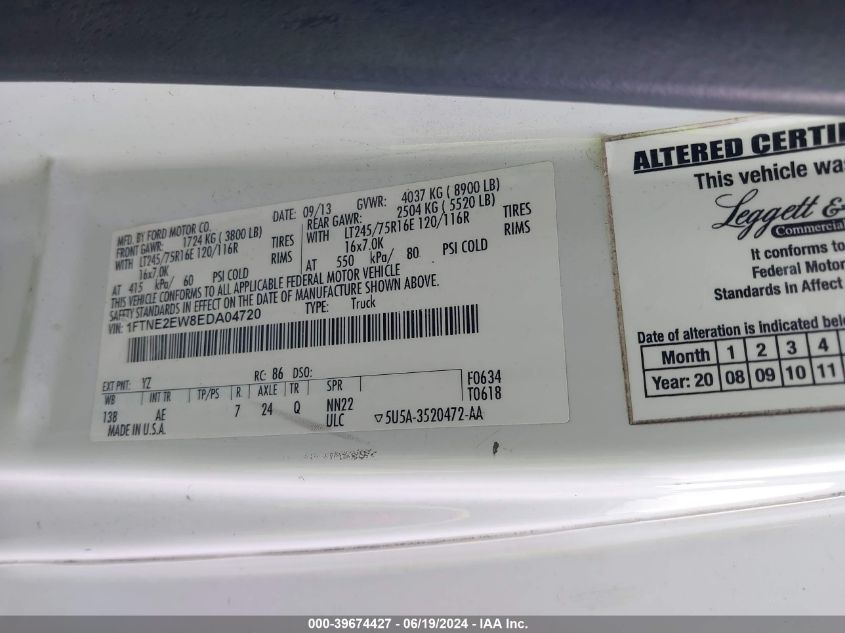 MFD. BY FORD MOTOR CO.
DATE: 09/13
GVWR: 4037 KG ( 8900 LB)
FRONT GAWR: 1724 KG ( 3800 LB)
REAR GAWR: 2504 KG ( 5520 LB)
WITH LT245/75R16E 120/116R TIRES
WITH LT245/75R16E 120/116R TIRES
16x7.0K RIMS
16x7.0K RIMS
AT 415 kPa/ 60 PSI COLD
AT 550 kPa/ 80 PSI COLD
THIS VEHICLE CONFORMS TO ALL APPLICABLE FEDERAL MOTOR VEHICLE
SAFETY STANDARDS IN EFFECT ON THE DATE OF MANUFACTURE SHOWN ABOVE.
VIN: 1FTNE2EW8EDA04720
TYPE: Truck
EXT PNT: YZ RC: 86 DSO:
WB INT TR TP/PS R AXLE TR SPR
138 AE 7 24 Q NN22
ULC
F0634
T0618
MADE IN U.S.A.
▽5U5A-3520472-AA
ALTERED CERTI
This vehicle was
Leggett &
Commercial
It conforms to
Federal Motor
Standards In Affect
Date of alteration is indicated below
Month 1 2 3 4
Year: 20 08 09 10 11
000-39674427 - 06/19/2024 - IAA Inc.